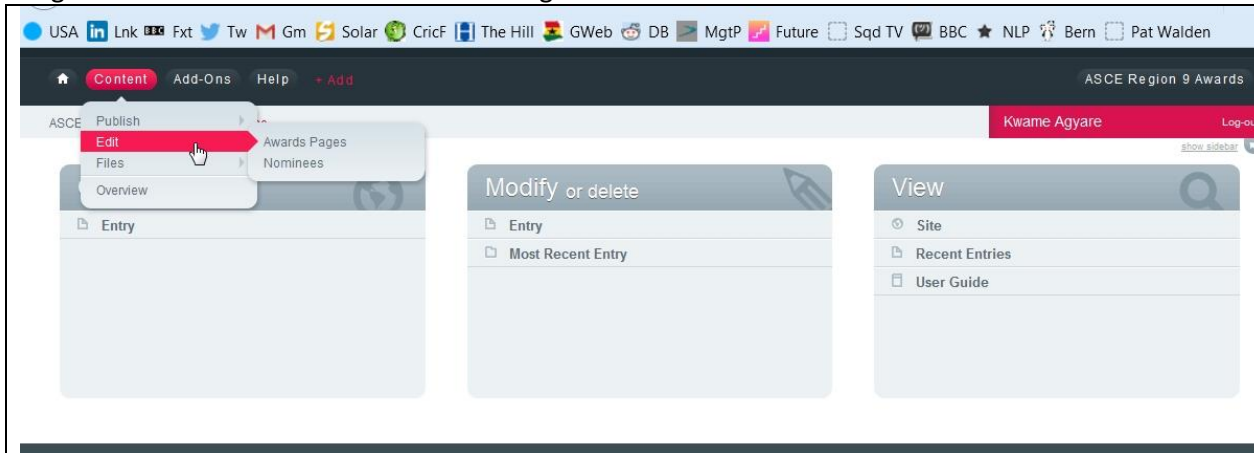 USA Lnk Fxt Tw Gm Solar CricF The Hill GWeb DB MgtP Future Sqd TV BBC NLP Bern Pat Walden
Content Add-Ons Help + Add ASCE Region 9 Awards
ASCE Kwame Agyare
show sidebar
Publish
Edit
Files
Overview
Awards Pages
Nominees
Entry
Modify or delete
Entry
Most Recent Entry
View
Site
Recent Entries
User Guide